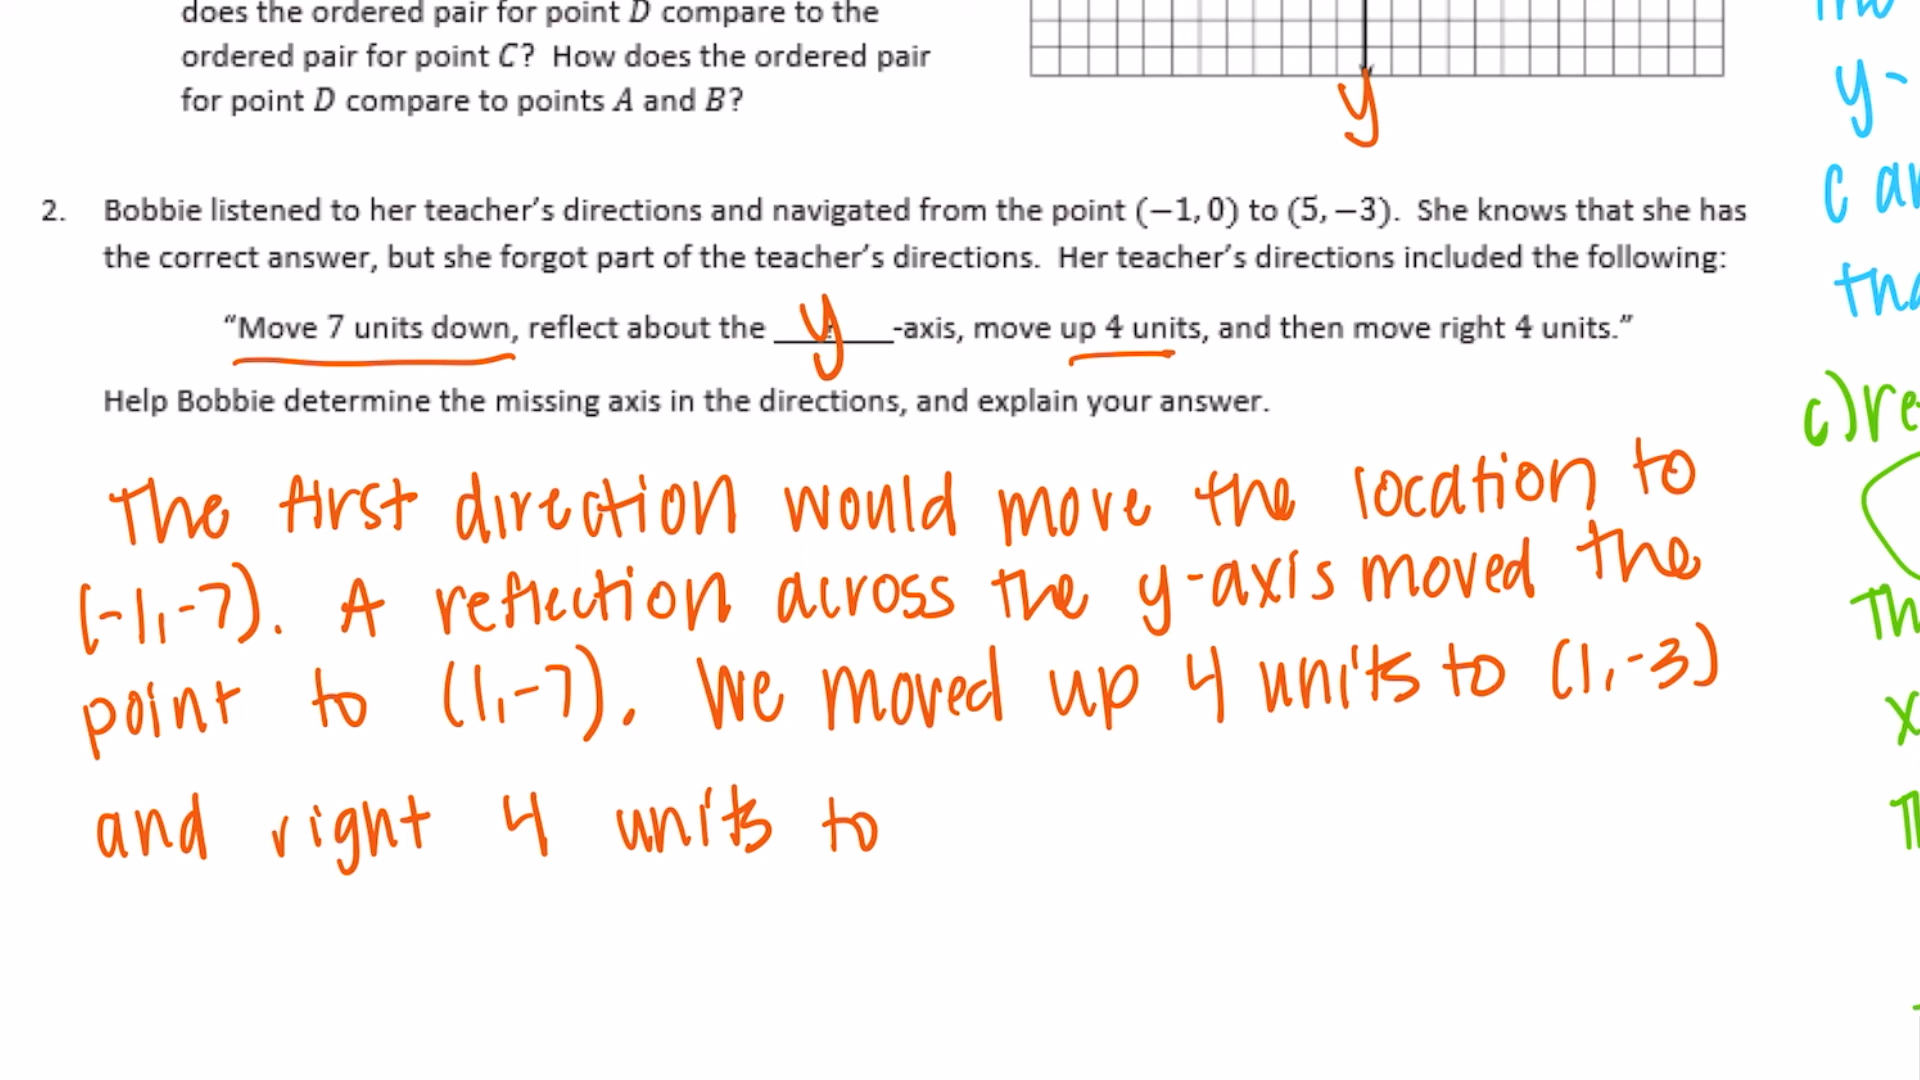 does the ordered pair for point D compare to the
ordered pair for point C? How does the ordered pair
for point D compare to points A and B?
y
y-
c
2. Bobbie listened to her teacher's directions and navigated from the point (−1, 0) to (5, −3). She knows that she has
the correct answer, but she forgot part of the teacher's directions. Her teacher's directions included the following:
"Move 7 units down, reflect about the y -axis, move up 4 units, and then move right 4 units."
Help Bobbie determine the missing axis in the directions, and explain your answer.
c)
The first direction would move the location to
(-1,-7). A reflection across the y-axis moved the
point to (1,-7). We moved up 4 units to (1,-3)
x
and right 4 units to